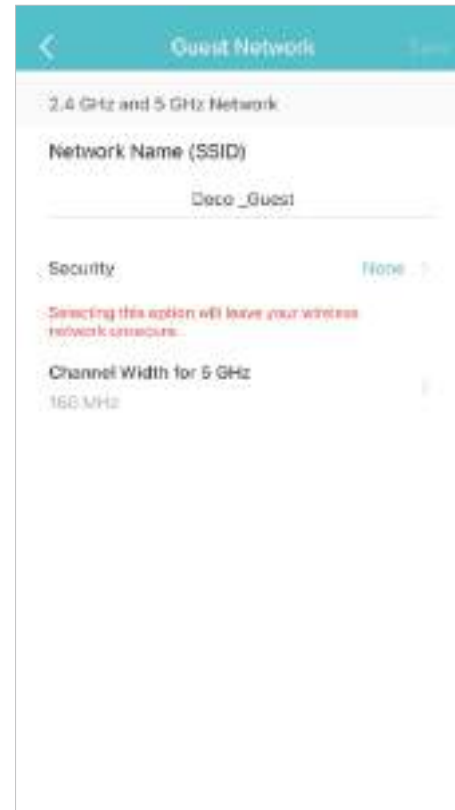 Guest Network Save
2.4 GHz and 5 GHz Network
Network Name (SSID)
Deco _Guest
Security None
Selecting this option will leave your wireless
network unsecure.
Channel Width for 5 GHz
160 MHz